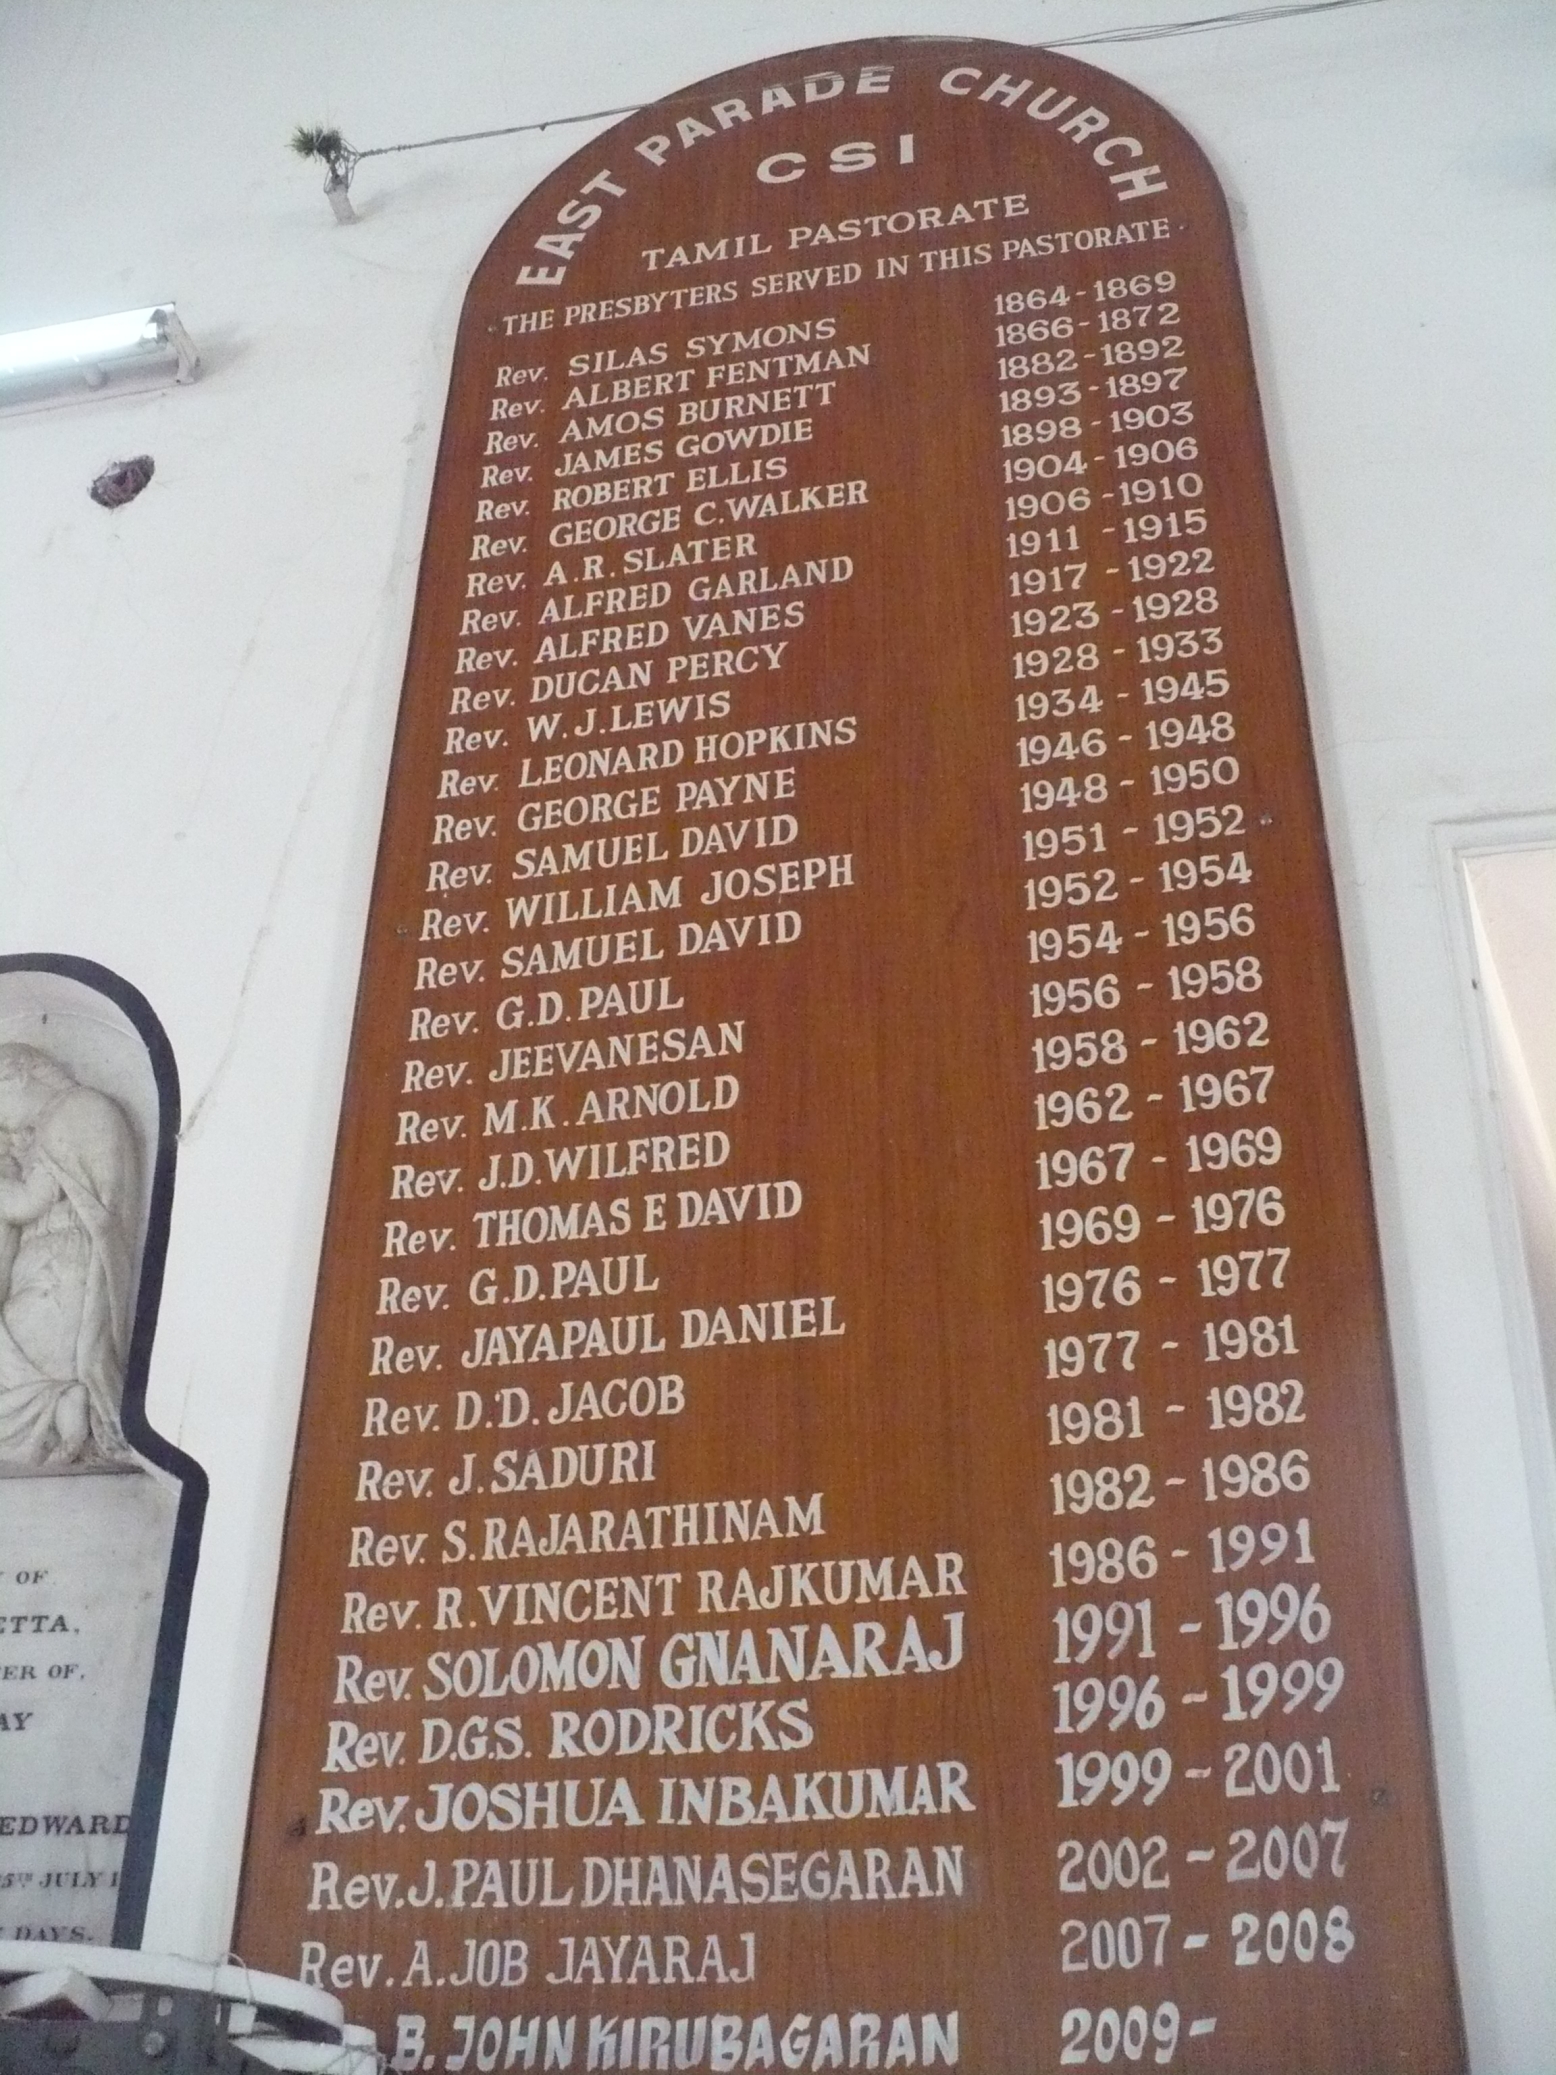 EAST PARADE CHURCH
CSI
TAMIL PASTORATE
THE PRESBYTERS SERVED IN THIS PASTORATE
Rev. SILAS SYMONS 1864-1869
Rev. ALBERT FENTMAN 1866-1872
Rev. AMOS BURNETT 1882-1892
Rev. JAMES GOWDIE 1893-1897
Rev. ROBERT ELLIS 1898-1903
Rev. GEORGE C. WALKER 1904-1906
Rev. A.R. SLATER 1906-1910
Rev. ALFRED GARLAND 1911-1915
Rev. ALFRED VANES 1917-1922
Rev. DUCAN PERCY 1923-1928
Rev. W.J. LEWIS 1928-1933
Rev. LEONARD HOPKINS 1934-1945
Rev. GEORGE PAYNE 1946-1948
Rev. SAMUEL DAVID 1948-1950
Rev. WILLIAM JOSEPH 1951-1952
Rev. SAMUEL DAVID 1952-1954
Rev. G.D. PAUL 1954-1956
Rev. JEEVANESAN 1956-1958
Rev. M.K. ARNOLD 1958-1962
Rev. J.D. WILFRED 1962-1967
Rev. THOMAS E DAVID 1967-1969
Rev. G.D. PAUL 1969-1976
Rev. JAYAPAUL DANIEL 1976-1977
Rev. D.D. JACOB 1977-1981
Rev. J. SADURI 1981-1982
Rev. S. RAJARATHINAM 1982-1986
Rev. R. VINCENT RAJKUMAR 1986-1991
Rev. SOLOMON GNANARAJ 1991-1996
Rev. D.G.S. RODRICKS 1996-1999
Rev. JOSHUA INBAKUMAR 1999-2001
Rev. J. PAUL DHANASEGARAN 2002-2007
Rev. A. JOB JAYARAJ 2007-2008
B. JOHN KIRUBAGARAN 2009-
OF
OF,
EDWARD
5TH JULY
DAYS.